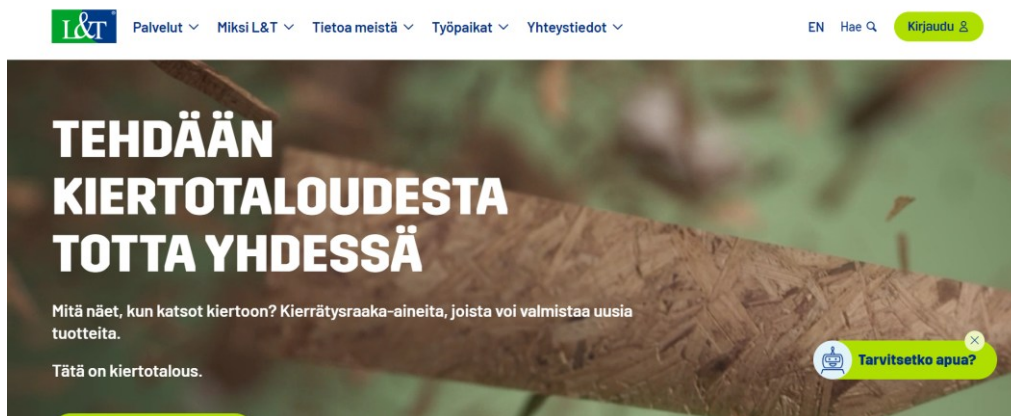 L&T
Palvelut Miksi L&T Tietoa meistä Työpaikat Yhteystiedot EN Hae Kirjaudu
TEHDÄÄN
KIERTOTALOUDESTA
TOTTA YHDESSÄ
Mitä näet, kun katsot kiertoon? Kierrätysraaka-aineita, joista voi valmistaa uusia
tuotteita.
Tarvitsetko apua?
Tätä on kiertotalous.